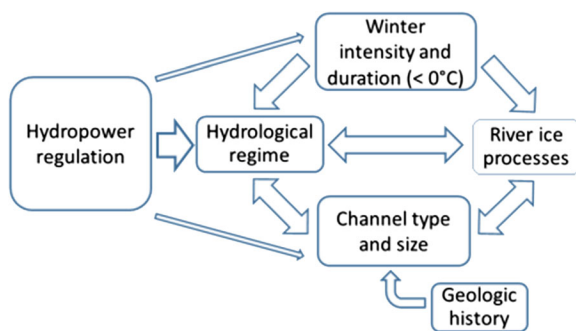 Winter
intensity and
duration (< 0°C)
Hydropower
regulation
Hydrological
regime
River ice
processes
Channel type
and size
Geologic
history